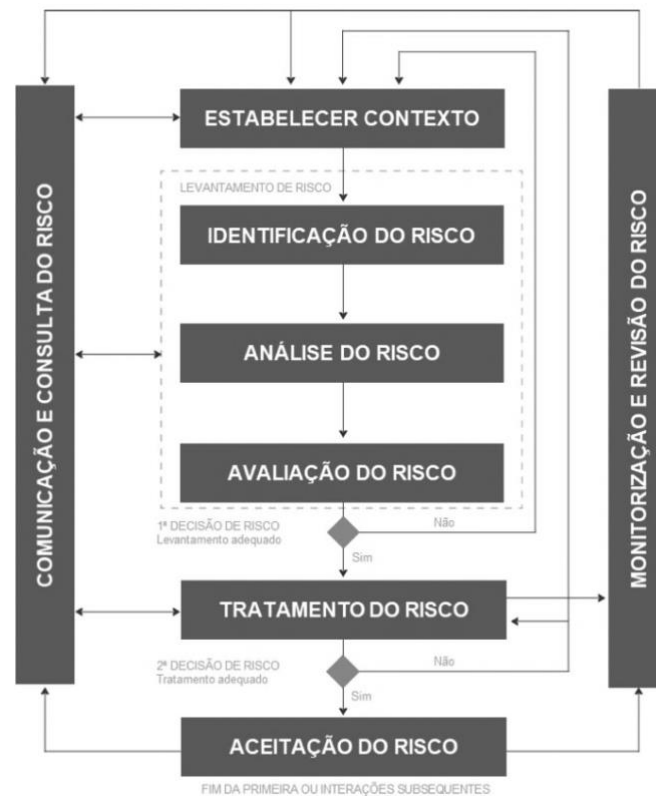 ESTABELECER CONTEXTO
LEVANTAMENTO DE RISCO
IDENTIFICAÇÃO DO RISCO
ANÁLISE DO RISCO
AVALIAÇÃO DO RISCO
1ª DECISÃO DE RISCO
Levantamento adequado
Não
Sim
TRATAMENTO DO RISCO
2ª DECISÃO DE RISCO
Tratamento adequado
Não
Sim
ACEITAÇÃO DO RISCO
FIM DA PRIMEIRA OU INTERAÇÕES SUBSEQUENTES
COMUNICAÇÃO E CONSULTA DO RISCO
MONITORIZAÇÃO E REVISÃO DO RISCO